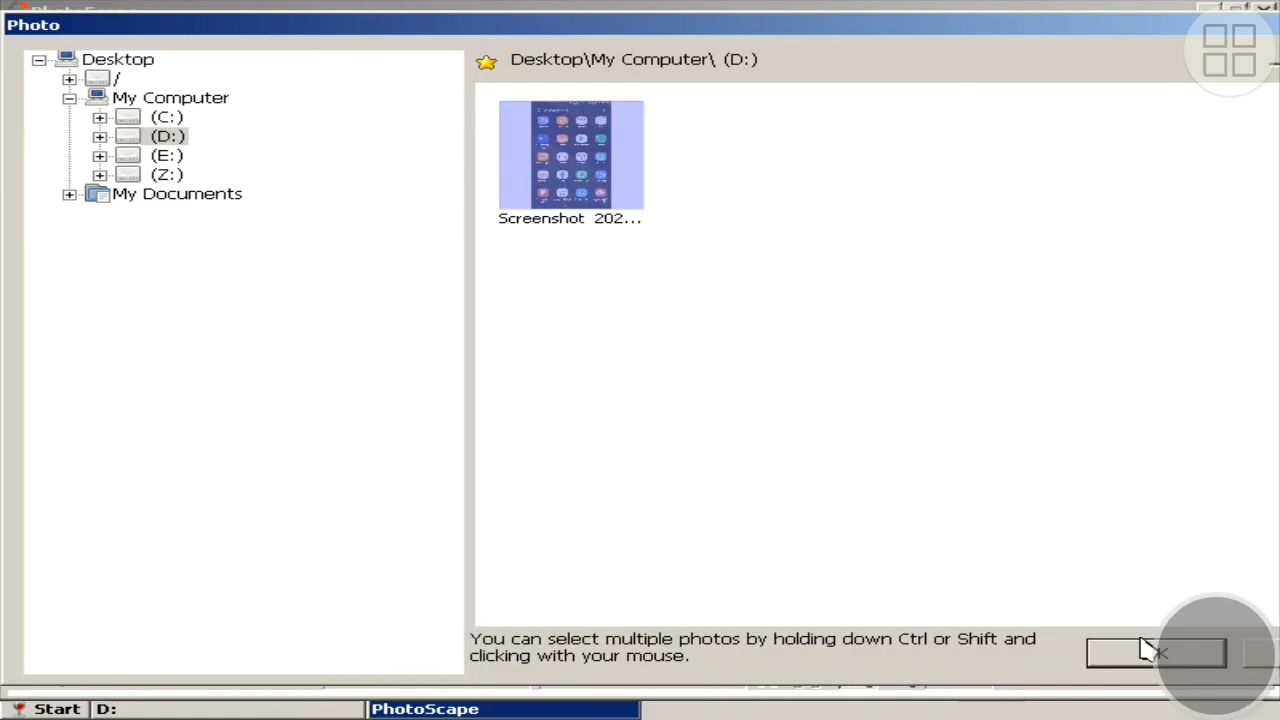 PhotoScape
Photo
Desktop
/
My Computer
(C:)
(D:)
(E:)
(Z:)
My Documents
Desktop\My Computer\ (D:)
Screenshot 202...
You can select multiple photos by holding down Ctrl or Shift and
clicking with your mouse.
Start
D:
PhotoScape